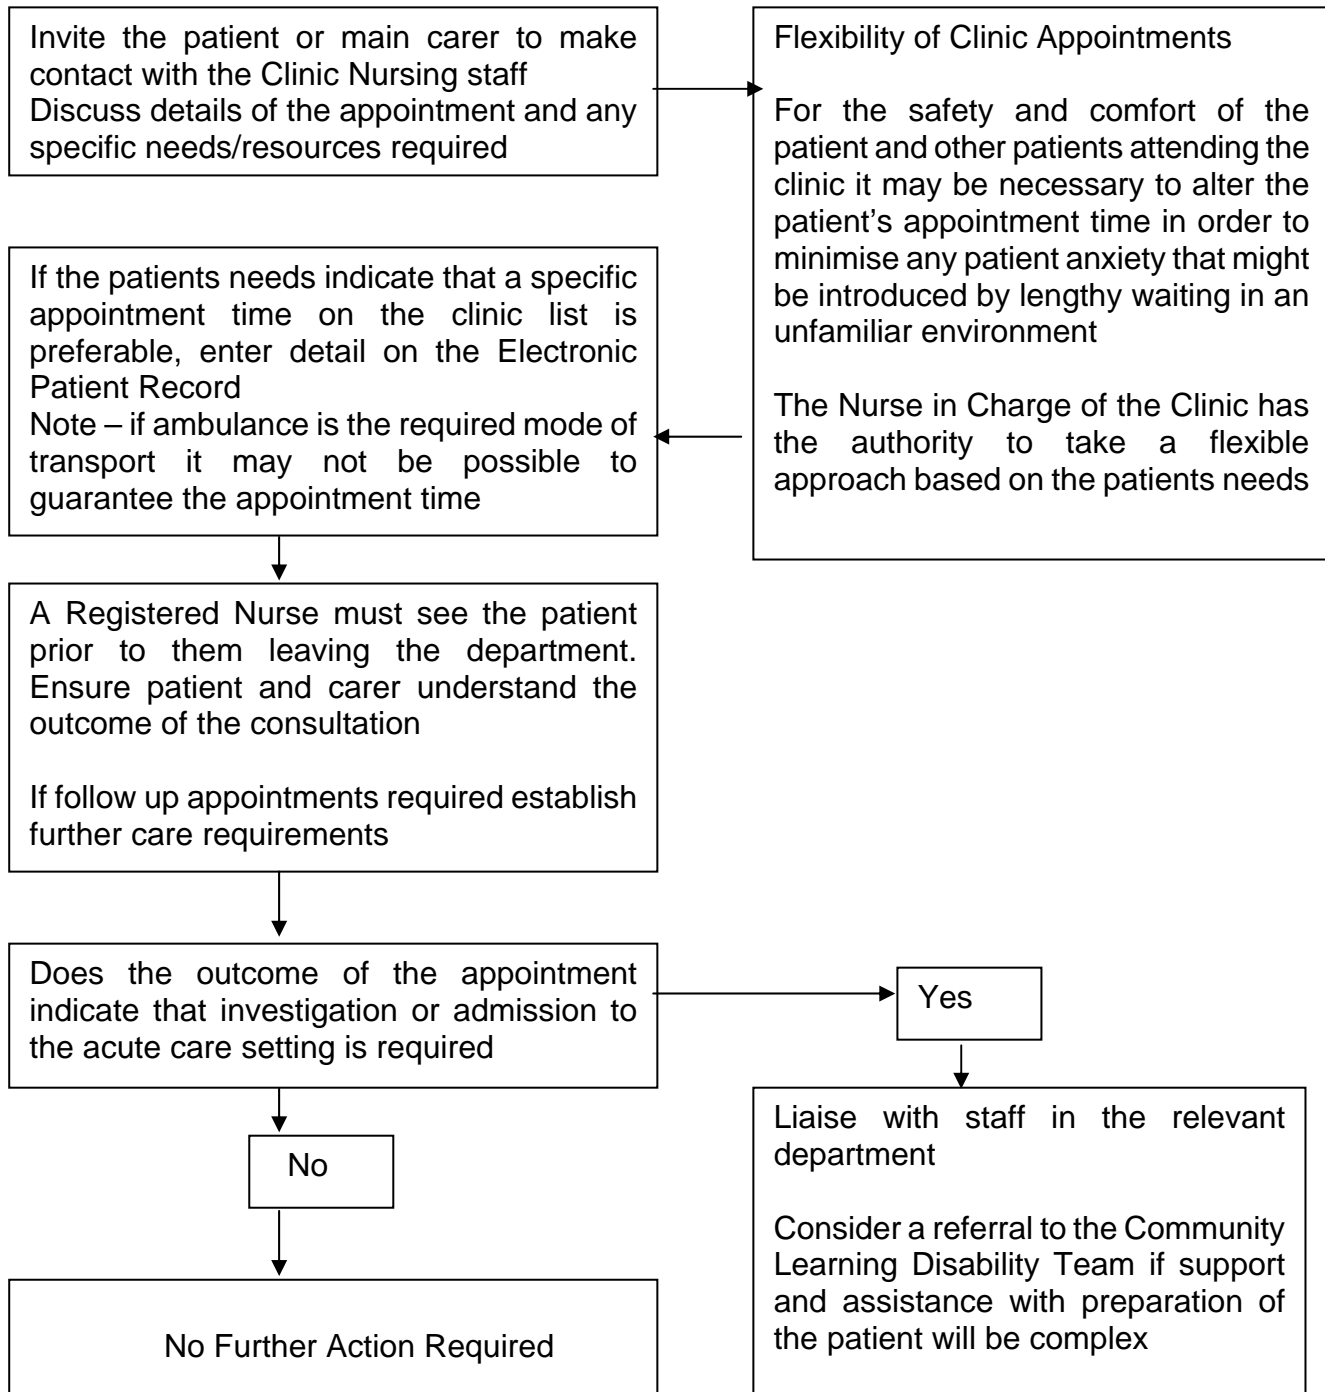 Invite the patient or main carer to make
contact with the Clinic Nursing staff
Discuss details of the appointment and any
specific needs/resources required
Flexibility of Clinic Appointments
For the safety and comfort of the
patient and other patients attending the
clinic it may be necessary to alter the
patient’s appointment time in order to
minimise any patient anxiety that might
be introduced by lengthy waiting in an
unfamiliar environment
The Nurse in Charge of the Clinic has
the authority to take a flexible
approach based on the patients needs
If the patients needs indicate that a specific
appointment time on the clinic list is
preferable, enter detail on the Electronic
Patient Record
Note – if ambulance is the required mode of
transport it may not be possible to
guarantee the appointment time
A Registered Nurse must see the patient
prior to them leaving the department.
Ensure patient and carer understand the
outcome of the consultation
If follow up appointments required establish
further care requirements
Does the outcome of the appointment
indicate that investigation or admission to
the acute care setting is required
Yes
Liaise with staff in the relevant
department
Consider a referral to the Community
Learning Disability Team if support
and assistance with preparation of
the patient will be complex
No
No Further Action Required